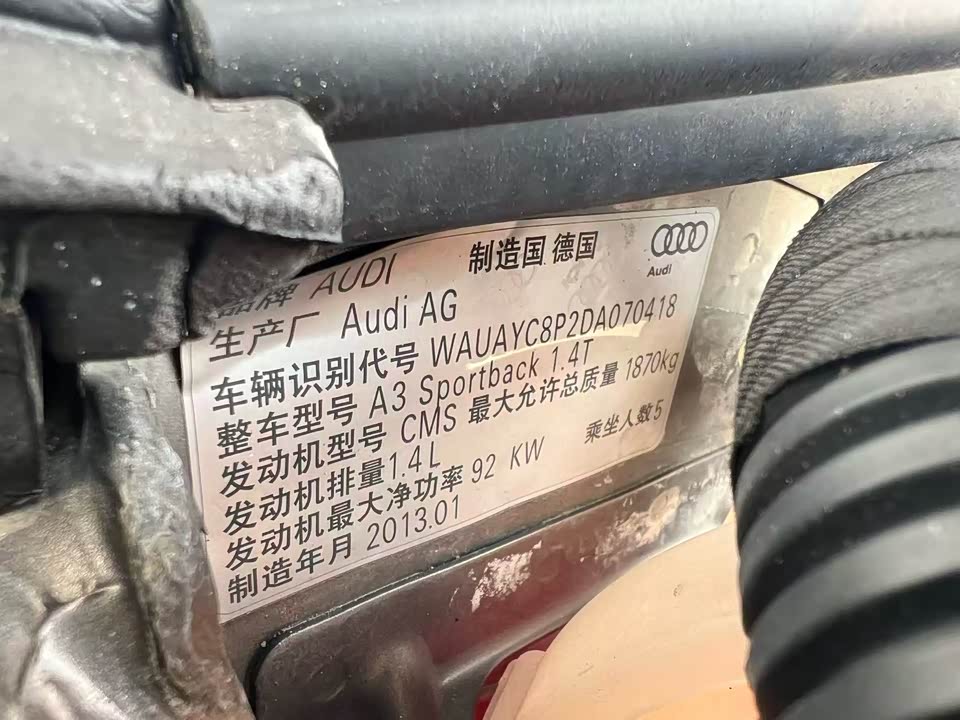 品牌 AUDI 制造国 德国
Audi
生产厂 Audi AG
车辆识别代号 WAUAYC8P2DA070418
整车型号 A3 Sportback 1.4T
发动机型号 CMS 最大允许总质量 1870kg
发动机排量1.4L 乘坐人数5
发动机最大净功率 92 KW
制造年月 2013.01